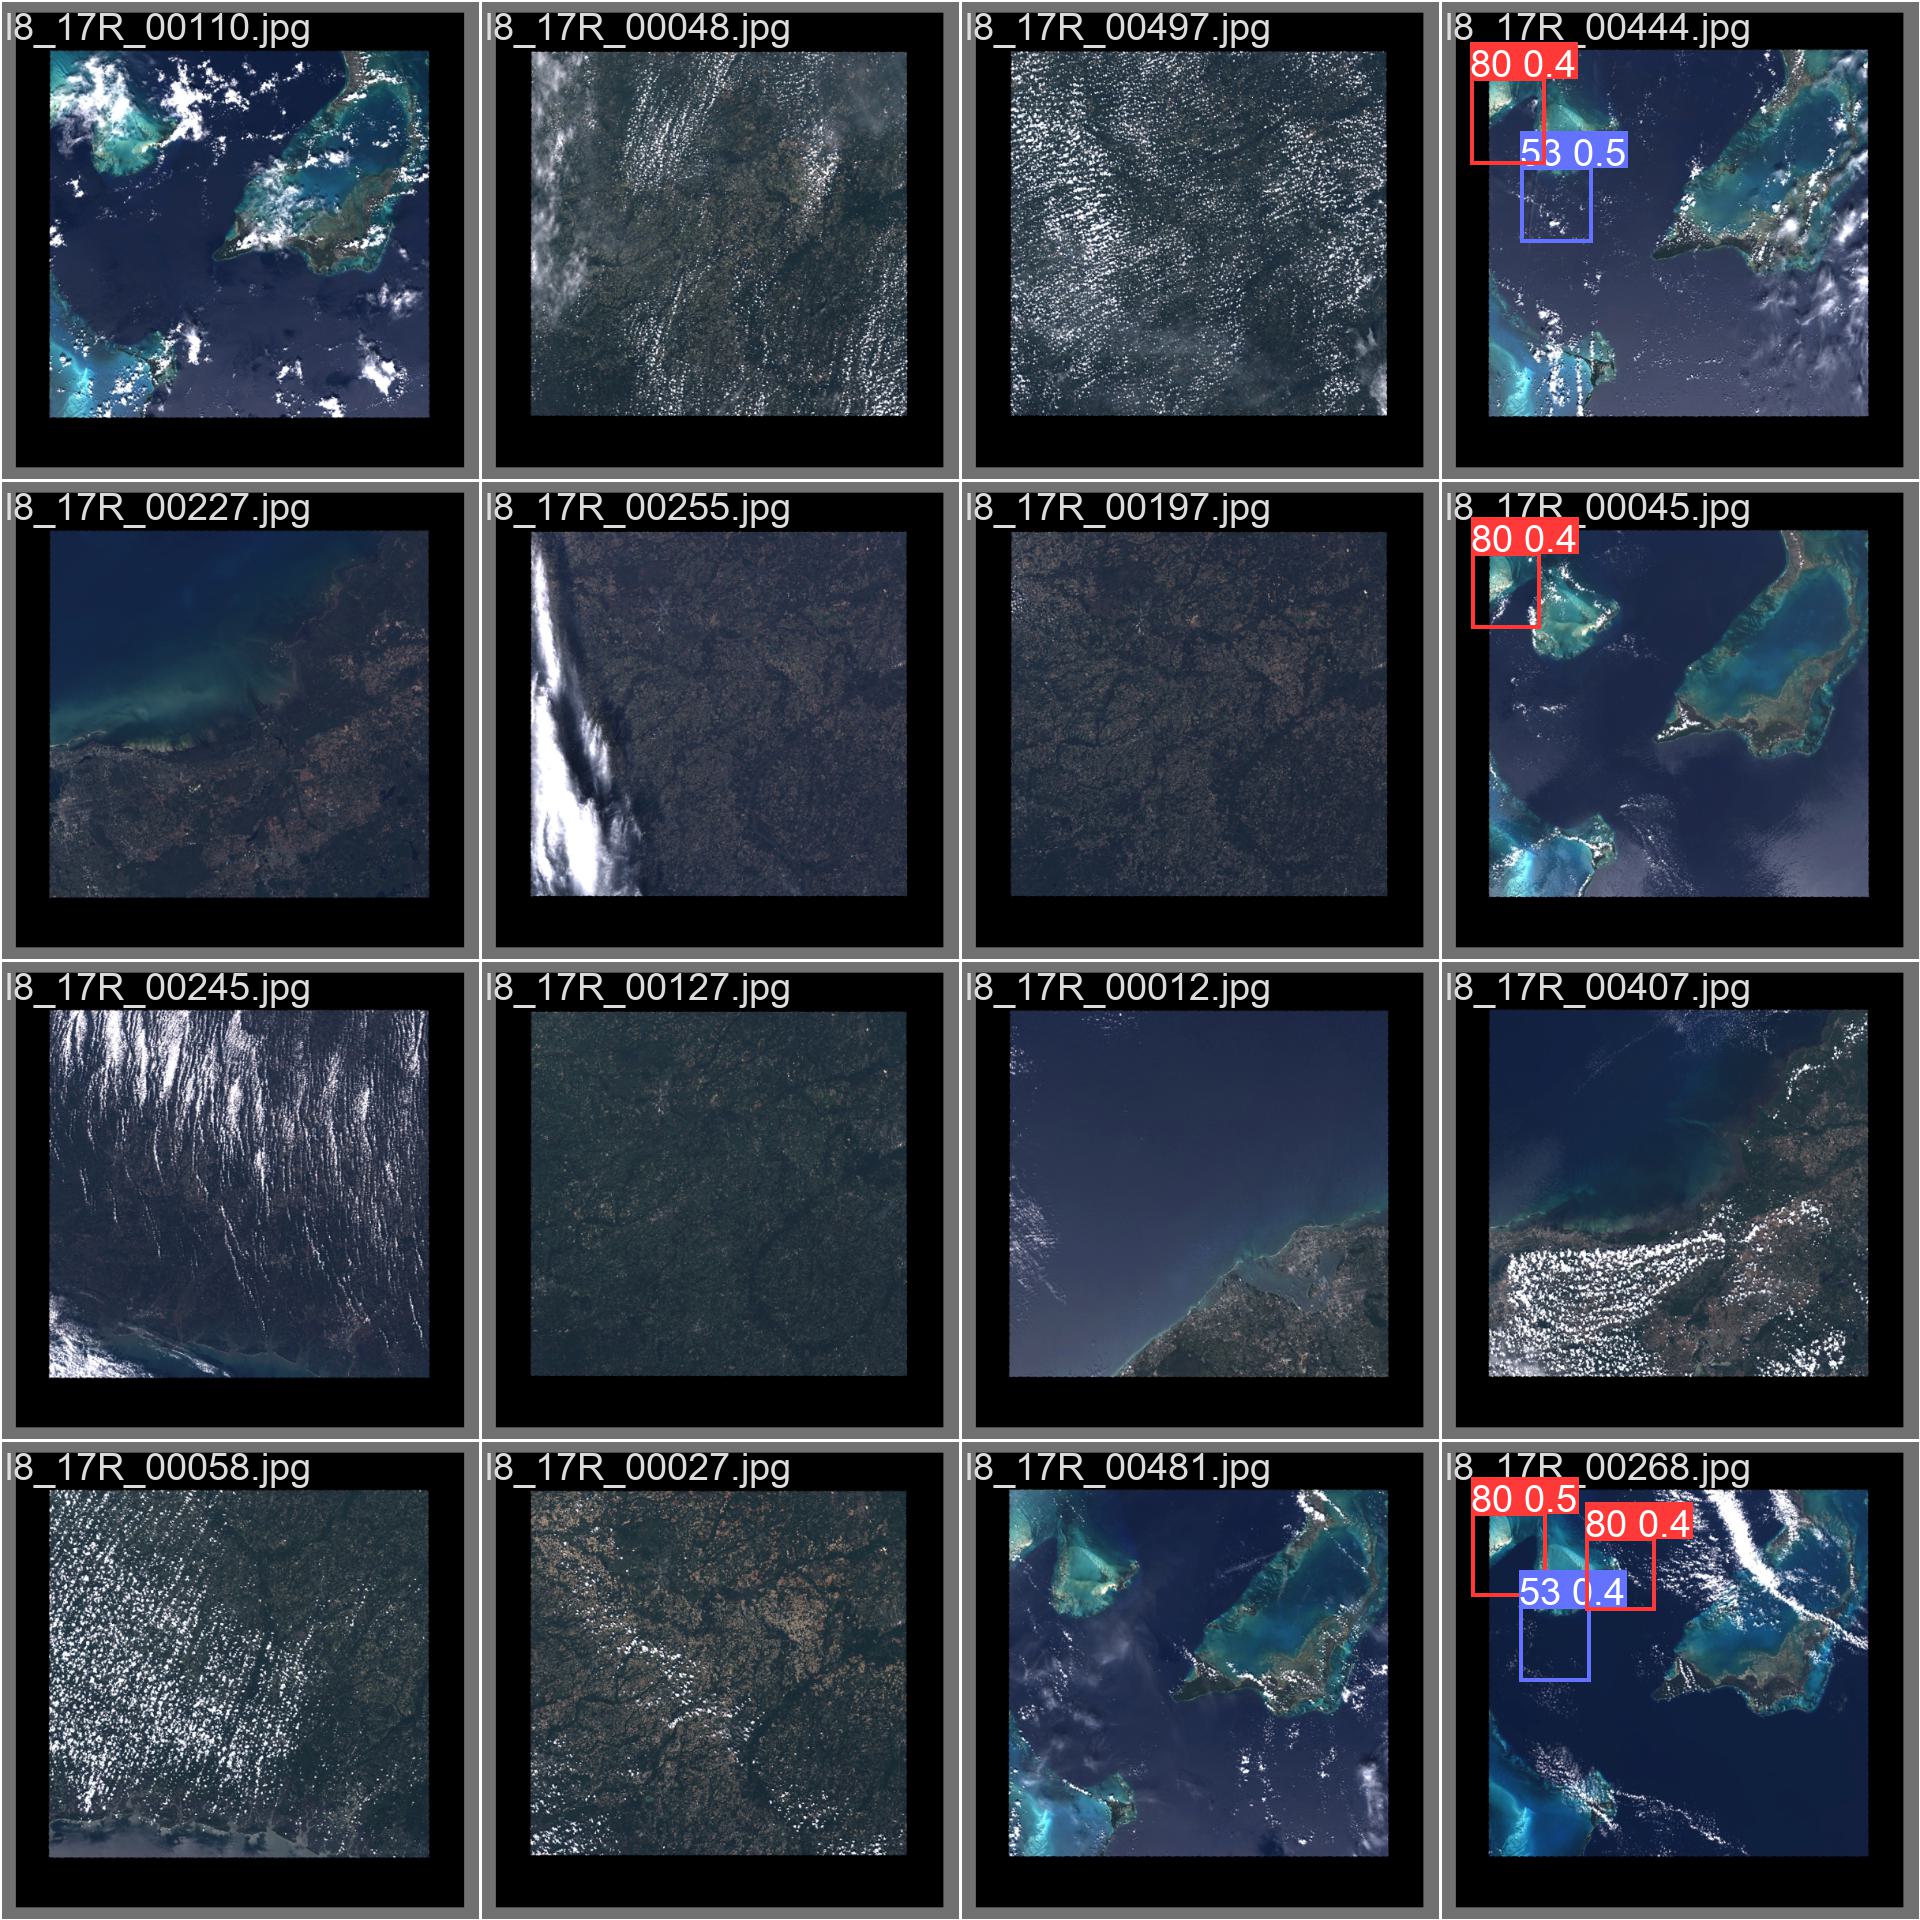 l8_17R_00110.jpg
l8_17R_00048.jpg
l8_17R_00497.jpg
l8_17R_00444.jpg
80 0.4
53 0.5
l8_17R_00227.jpg
l8_17R_00255.jpg
l8_17R_00197.jpg
l8_17R_00045.jpg
80 0.4
l8_17R_00245.jpg
l8_17R_00127.jpg
l8_17R_00012.jpg
l8_17R_00407.jpg
l8_17R_00058.jpg
l8_17R_00027.jpg
l8_17R_00481.jpg
l8_17R_00268.jpg
80 0.5
80 0.4
53 0.4